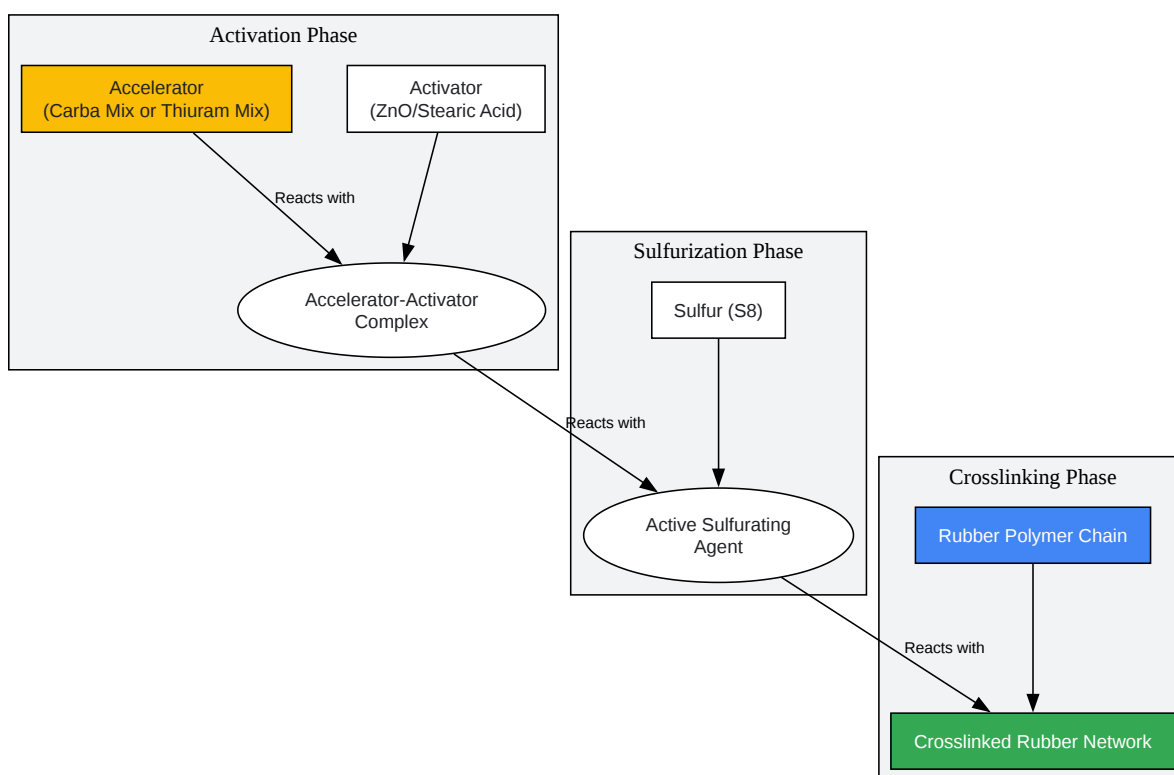 Activation Phase
Accelerator
(Carba Mix or Thiuram Mix)
Activator
(ZnO/Stearic Acid)
Reacts with
Accelerator-Activator
Complex
Sulfurization Phase
Sulfur (S8)
Reacts with
Active Sulfurating
Agent
Crosslinking Phase
Rubber Polymer Chain
Reacts with
Crosslinked Rubber Network